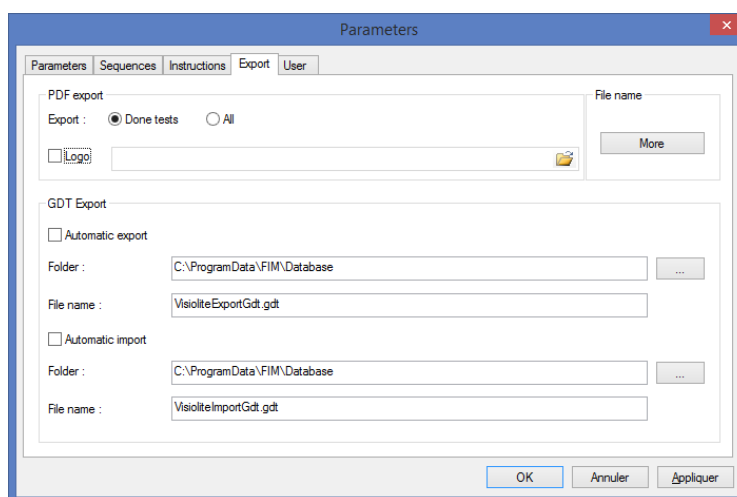 Parameters
Parameters Sequences Instructions Export User
PDF export File name
Export : Done tests All
More
Logo
GDT Export
Automatic export
Folder : C:\ProgramData\FIM\Database ...
File name : VisioliteExportGdt.gdt
Automatic import
Folder : C:\ProgramData\FIM\Database ...
File name : VisioliteImportGdt.gdt
OK Annuler Appliquer